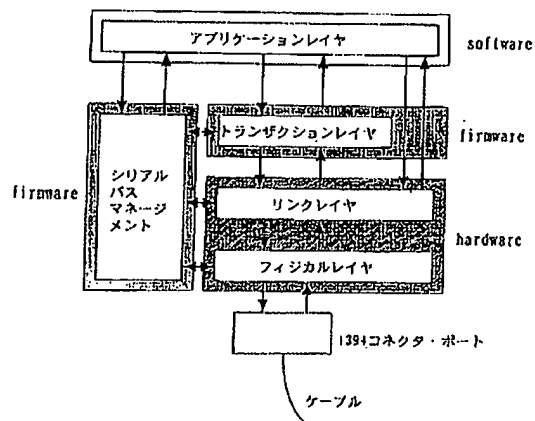 アプリケーションレイヤ
software
トランザクションレイヤ
firmware
firmware
シリアル
バス
マネージ
メント
リンクレイヤ
hardware
フィジカルレイヤ
1394コネクタ・ポート
ケーブル